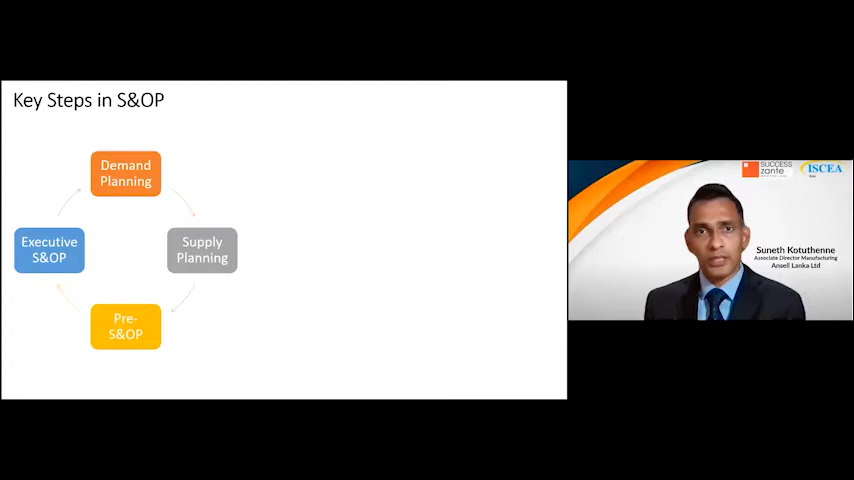 Key Steps in S&OP
Demand
Planning
Executive
S&OP
Supply
Planning
Pre-
S&OP
SUCCESS
zante
ISCEA
Suneth Kotuthenne
Associate Director Manufacturing
Ansell Lanka Ltd